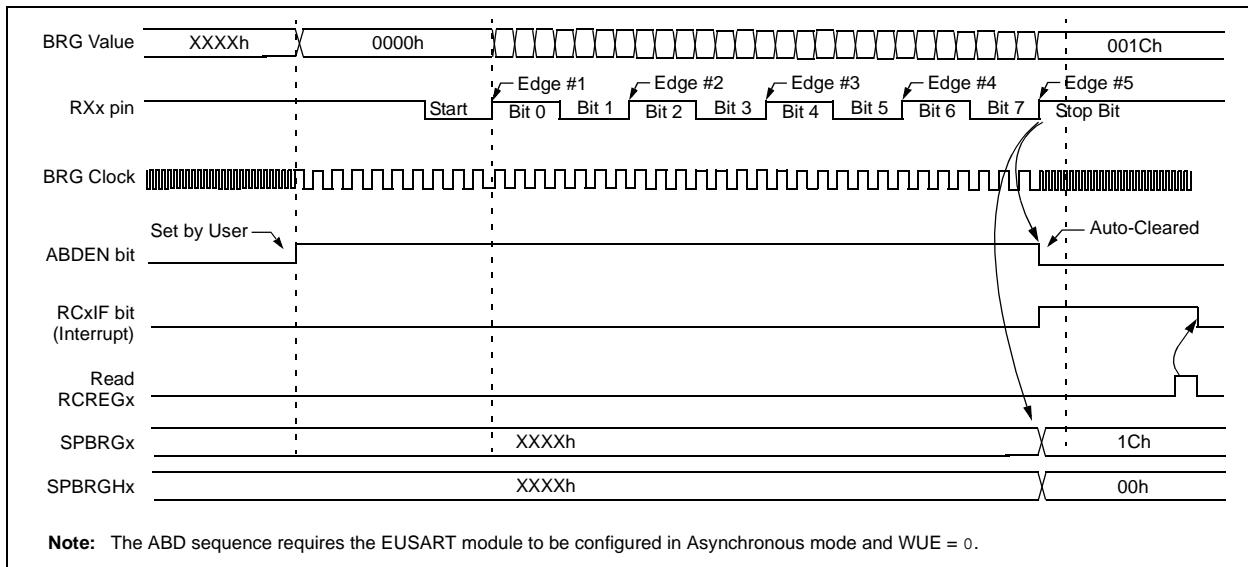 BRG Value
XXXXh
0000h
001Ch
Edge #1
Edge #2
Edge #3
Edge #4
Edge #5
RXx pin
Start
Bit 0
Bit 1
Bit 2
Bit 3
Bit 4
Bit 5
Bit 6
Bit 7
Stop Bit
BRG Clock
Set by User
Auto-Cleared
ABDEN bit
RCxIF bit
(Interrupt)
Read
RCREGx
SPBRGx
XXXXh
1Ch
SPBRGHx
XXXXh
00h
Note: The ABD sequence requires the EUSART module to be configured in Asynchronous mode and WUE = 0.